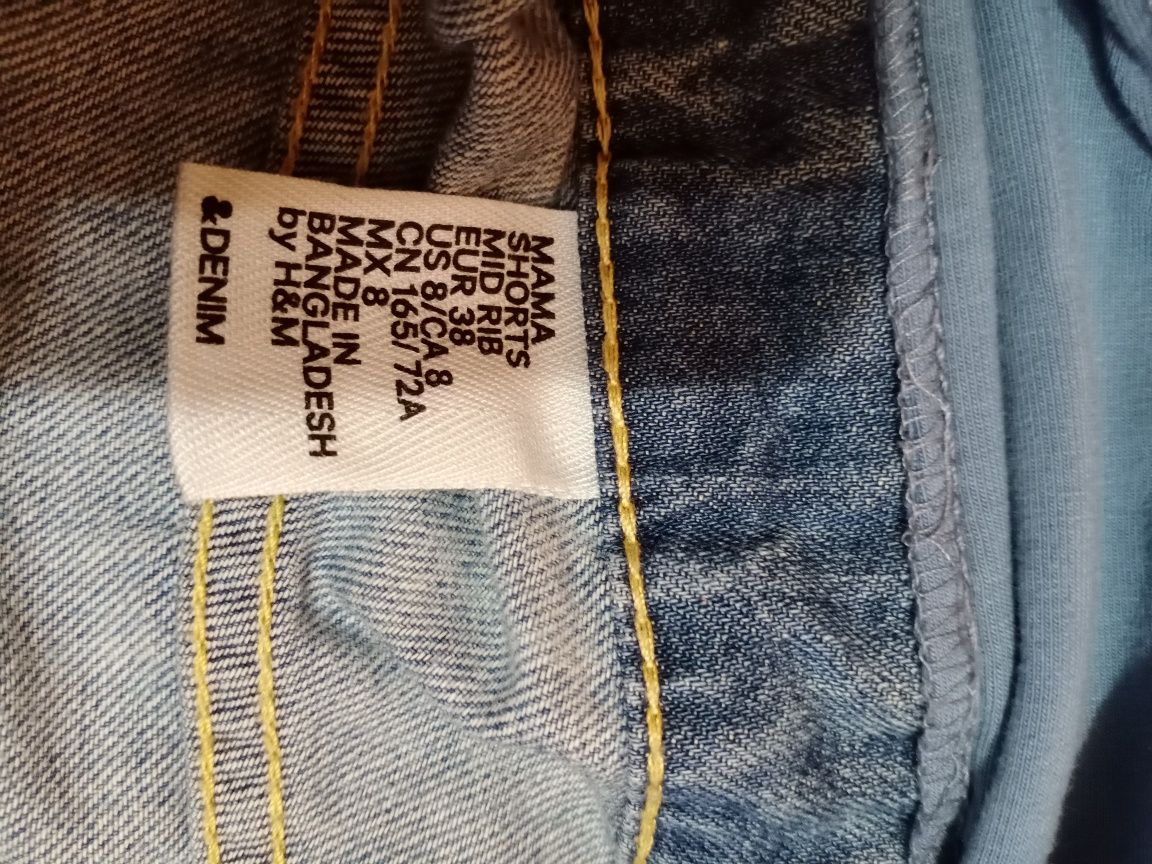 MAMA
SHORTS
MID RIB
EUR 38
US 8/CA 8
CN 165/72A
MX 8
MADE IN
BANGLADESH
by H&M
&DENIM